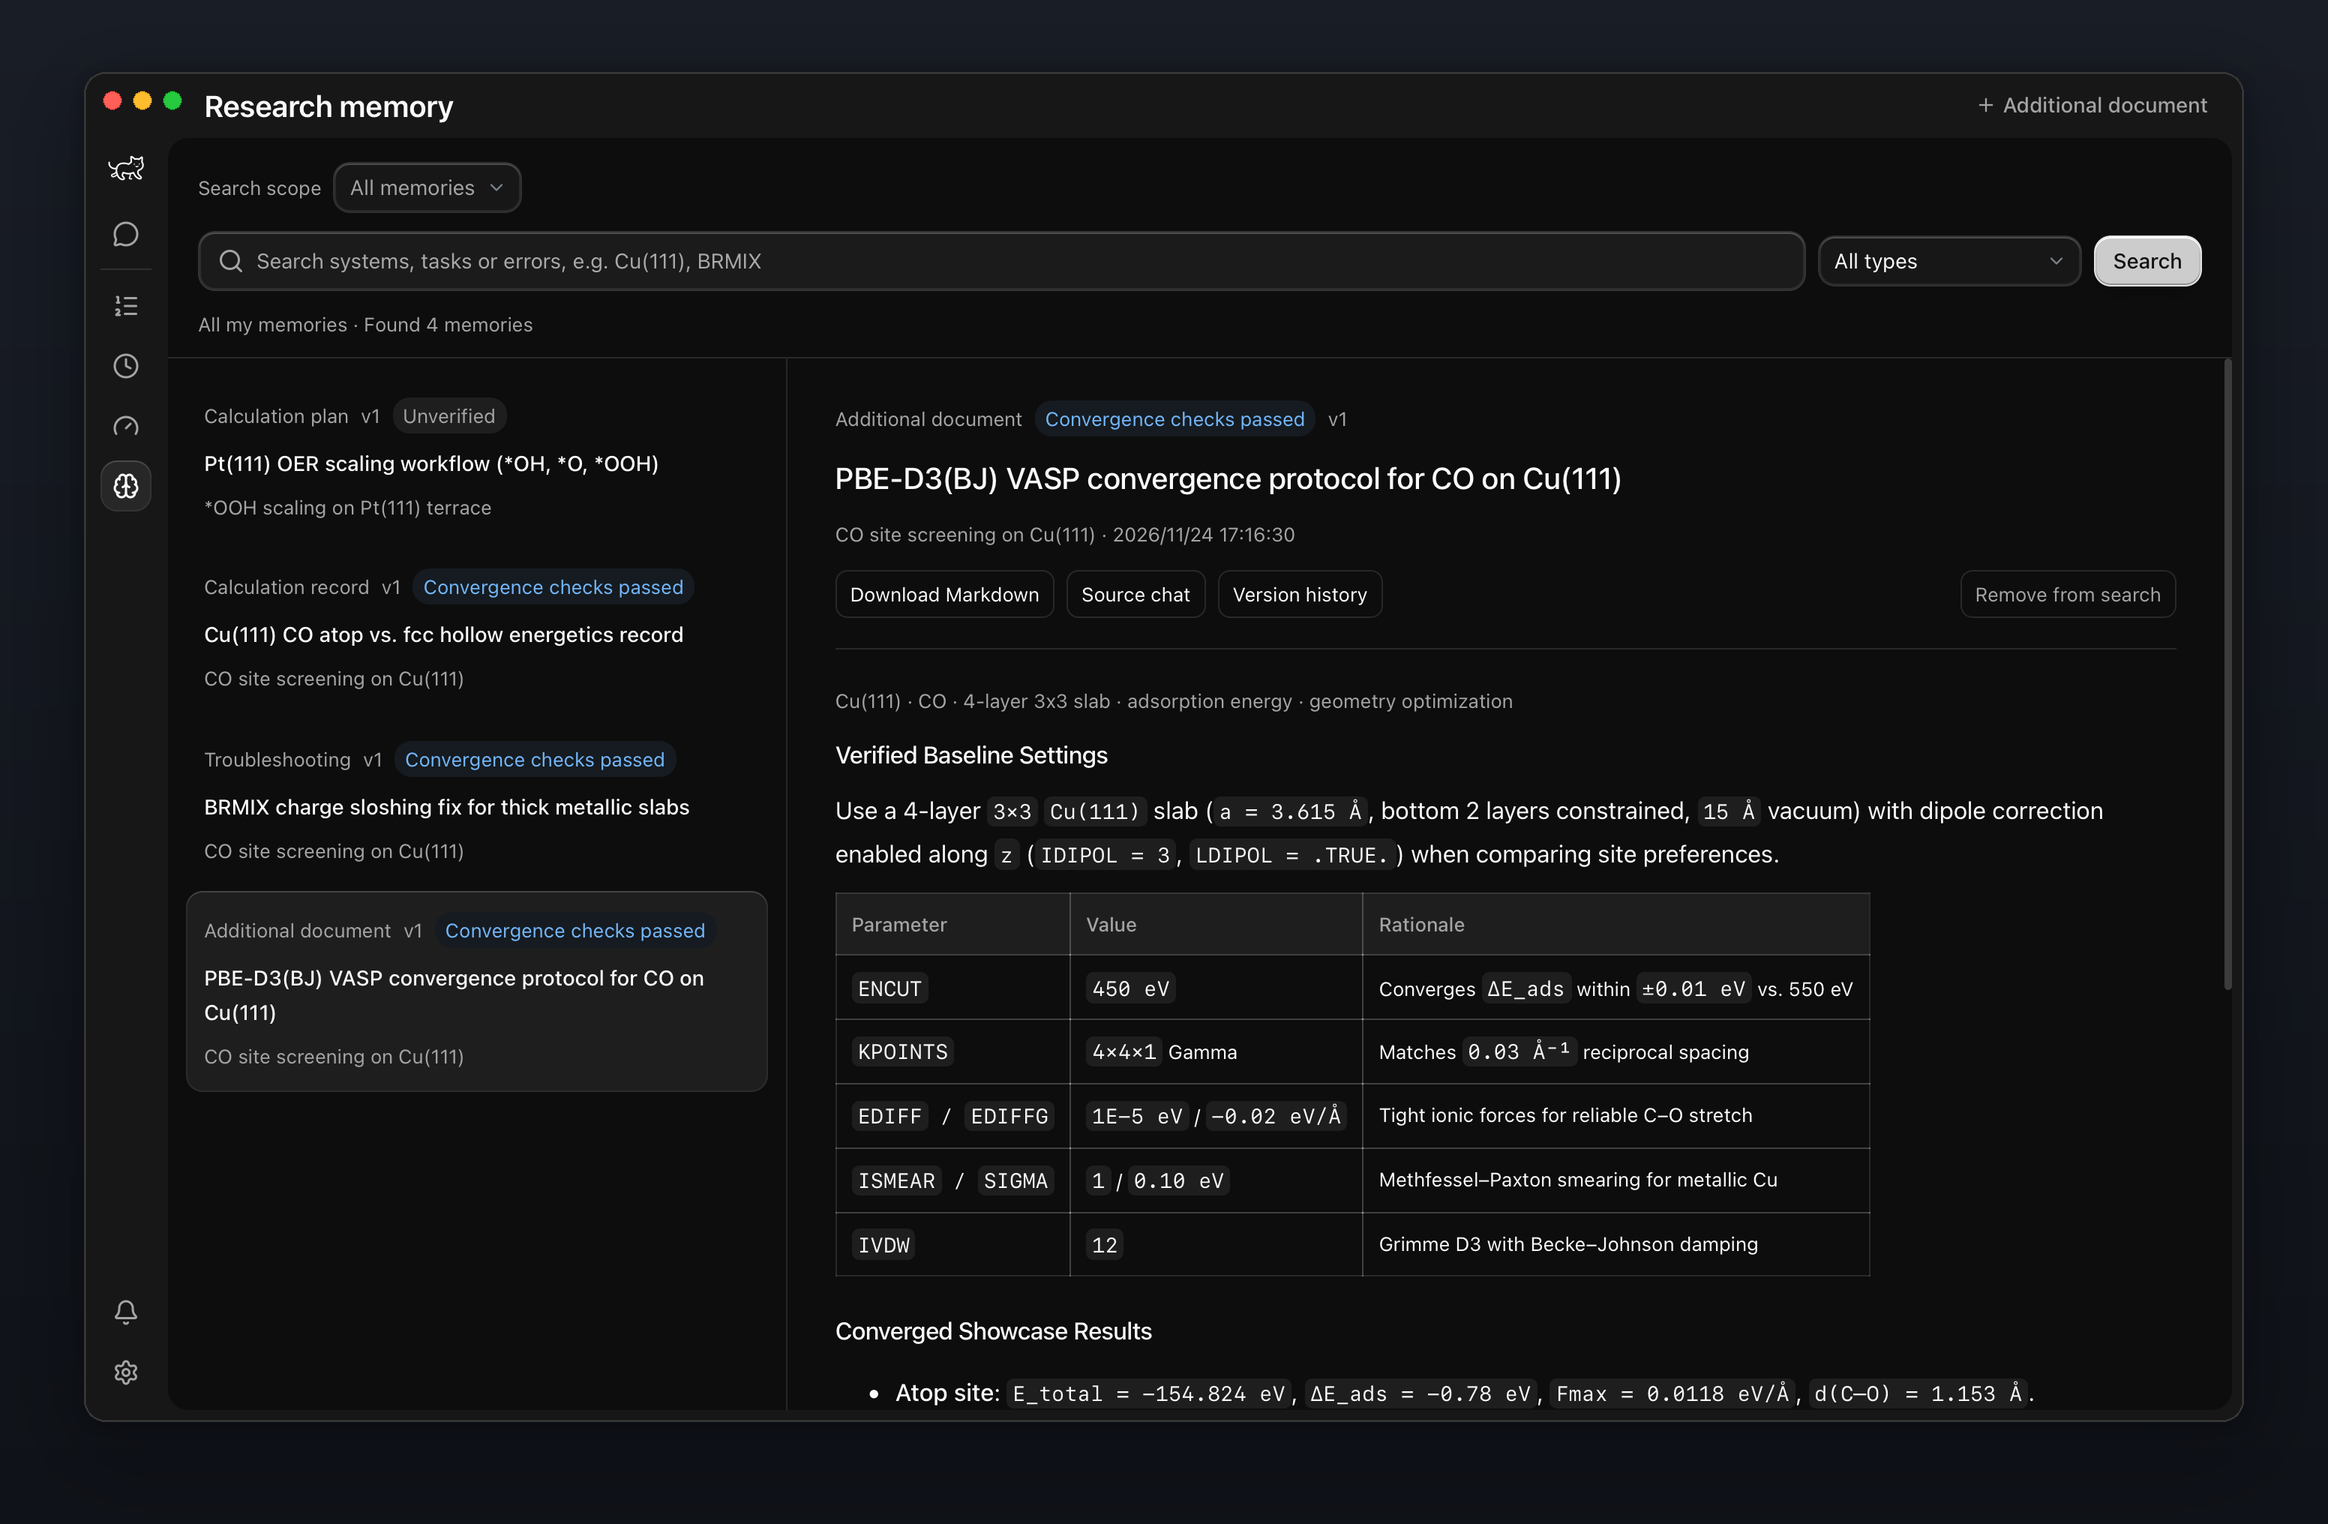 Research memory
+ Additional document
Search scope
All memories
Search systems, tasks or errors, e.g. Cu(111), BRMIX
All types
Search
All my memories · Found 4 memories
Calculation plan v1 Unverified
Pt(111) OER scaling workflow (*OH, *O, *OOH)
*OOH scaling on Pt(111) terrace
Calculation record v1 Convergence checks passed
Cu(111) CO atop vs. fcc hollow energetics record
CO site screening on Cu(111)
Troubleshooting v1 Convergence checks passed
BRMIX charge sloshing fix for thick metallic slabs
CO site screening on Cu(111)
Additional document v1 Convergence checks passed
PBE-D3(BJ) VASP convergence protocol for CO on
Cu(111)
CO site screening on Cu(111)
Additional document Convergence checks passed v1
PBE-D3(BJ) VASP convergence protocol for CO on Cu(111)
CO site screening on Cu(111) · 2026/11/24 17:16:30
Download Markdown
Source chat
Version history
Remove from search
Cu(111) · CO · 4-layer 3x3 slab · adsorption energy · geometry optimization
Verified Baseline Settings
Use a 4-layer 3×3 Cu(111) slab (a = 3.615 Å, bottom 2 layers constrained, 15 Å vacuum) with dipole correction
enabled along z (IDIPOL = 3, LDIPOL = .TRUE.) when comparing site preferences.
Parameter Value Rationale
ENCUT 450 eV Converges ΔE_ads within ±0.01 eV vs. 550 eV
KPOINTS 4×4×1 Gamma Matches 0.03 Å⁻¹ reciprocal spacing
EDIFF / EDIFFG 1E−5 eV / −0.02 eV/Å Tight ionic forces for reliable C–O stretch
ISMEAR / SIGMA 1 / 0.10 eV Methfessel–Paxton smearing for metallic Cu
IVDW 12 Grimme D3 with Becke–Johnson damping
Converged Showcase Results
• Atop site: E_total = −154.824 eV, ΔE_ads = −0.78 eV, Fmax = 0.0118 eV/Å, d(C–O) = 1.153 Å.